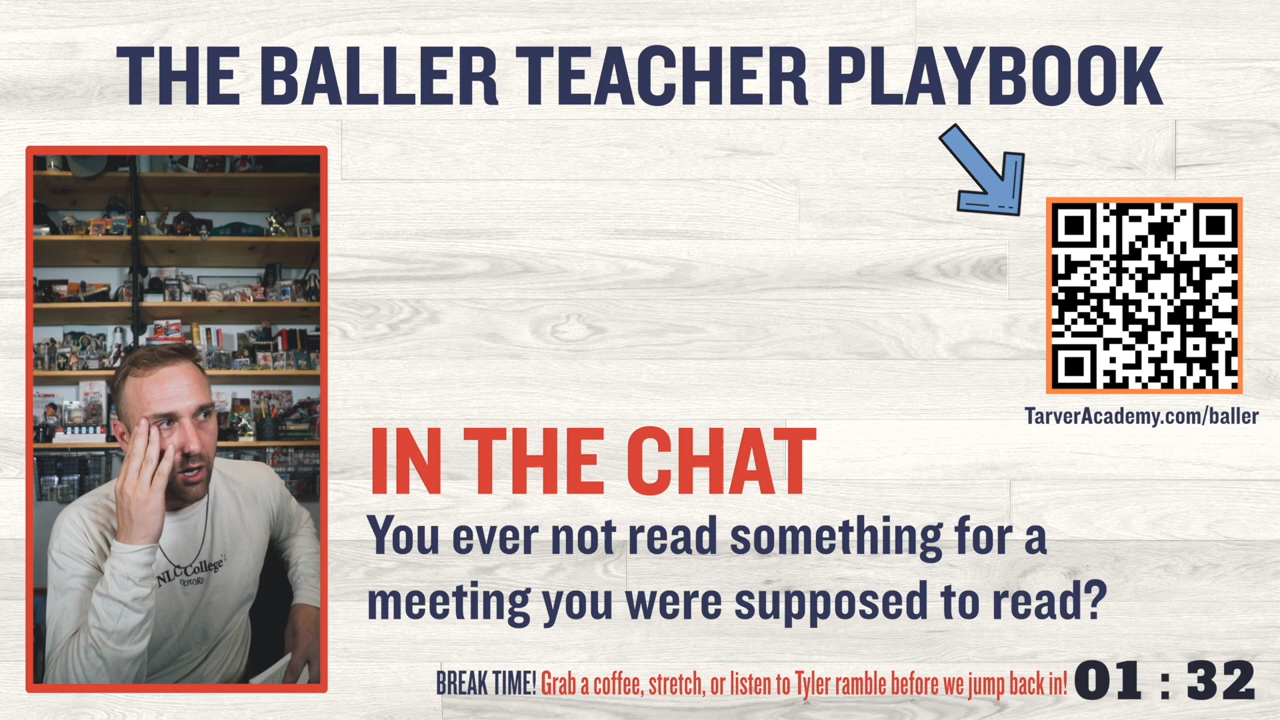 THE BALLER TEACHER PLAYBOOK
TarverAcademy.com/baller
NLC College
IN THE CHAT
You ever not read something for a
meeting you were supposed to read?
BREAK TIME! Grab a coffee, stretch, or listen to Tyler ramble before we jump back in! 01 : 32